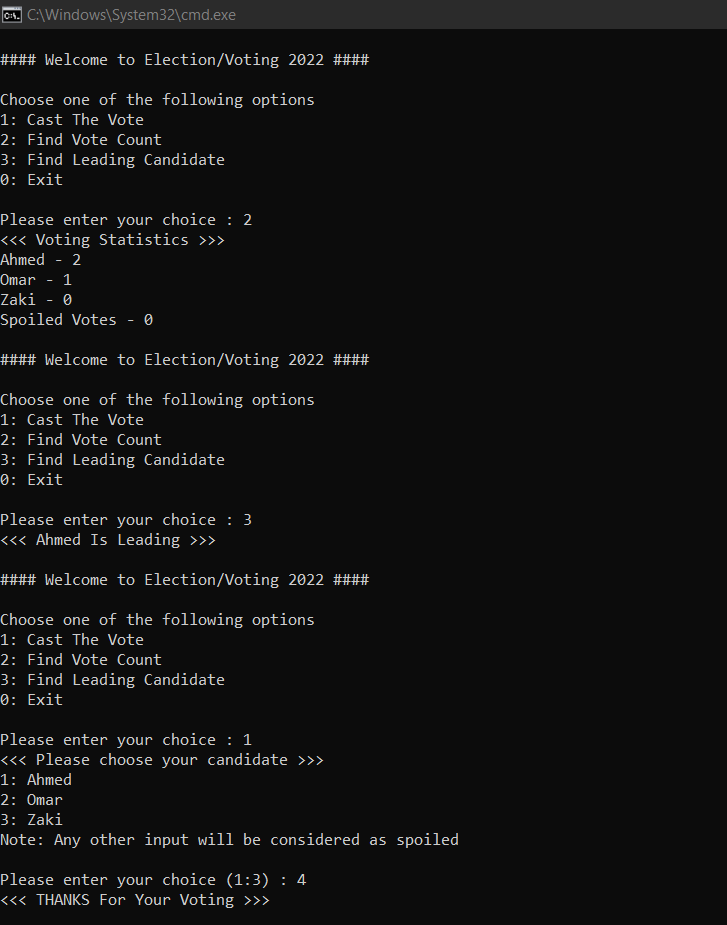 C:\Windows\System32\cmd.exe
#### Welcome to Election/Voting 2022 ####
Choose one of the following options
1: Cast The Vote
2: Find Vote Count
3: Find Leading Candidate
0: Exit
Please enter your choice : 2
<<< Voting Statistics >>>
Ahmed - 2
Omar - 1
Zaki - 0
Spoiled Votes - 0
#### Welcome to Election/Voting 2022 ####
Choose one of the following options
1: Cast The Vote
2: Find Vote Count
3: Find Leading Candidate
0: Exit
Please enter your choice : 3
<<< Ahmed Is Leading >>>
#### Welcome to Election/Voting 2022 ####
Choose one of the following options
1: Cast The Vote
2: Find Vote Count
3: Find Leading Candidate
0: Exit
Please enter your choice : 1
<<< Please choose your candidate >>>
1: Ahmed
2: Omar
3: Zaki
Note: Any other input will be considered as spoiled
Please enter your choice (1:3) : 4
<<< THANKS For Your Voting >>>